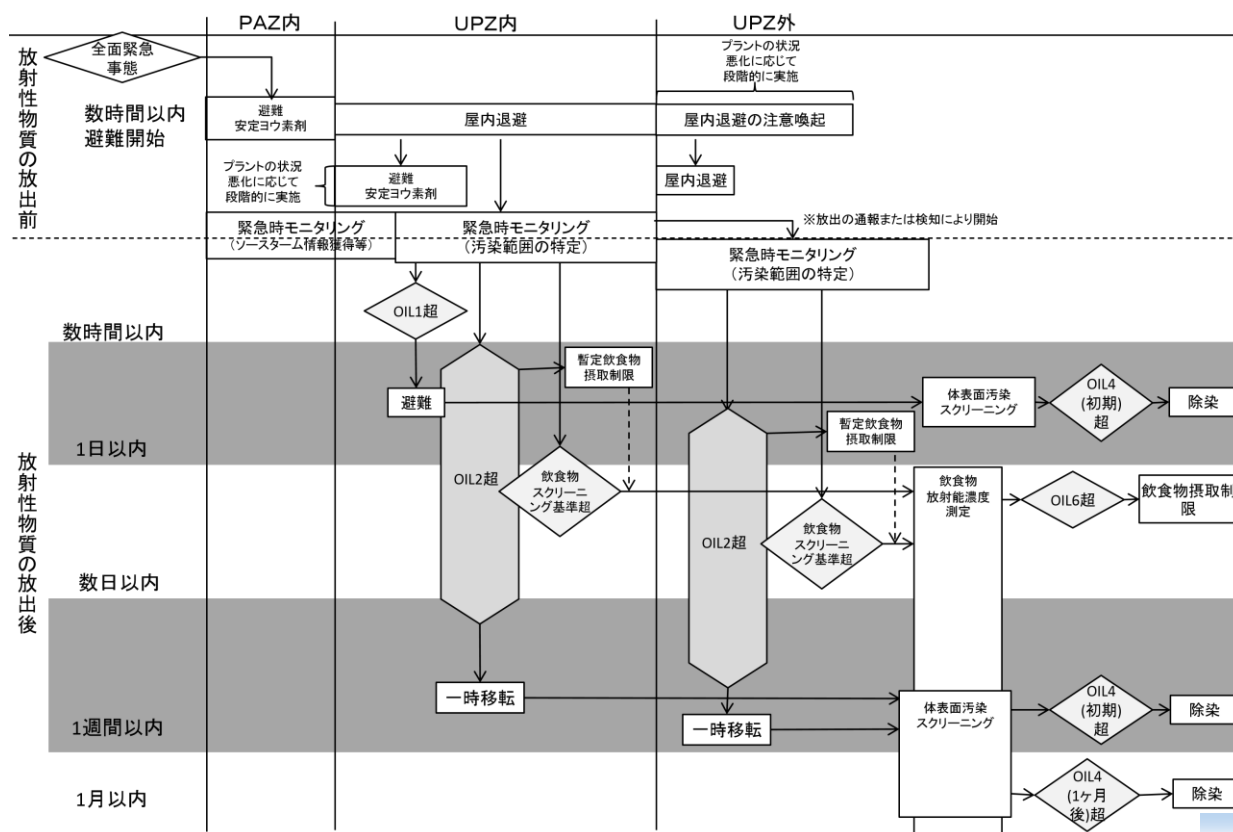 PAZ内
UPZ内
UPZ外
放射性物質の放出前
全面緊急
事態
プラントの状況
悪化に応じて
段階的に実施
数時間以内
避難開始
避難
安定ヨウ素剤
屋内退避
屋内退避の注意喚起
プラントの状況
悪化に応じて
段階的に実施
避難
安定ヨウ素剤
屋内退避
緊急時モニタリング
(ソースターム情報獲得等)
緊急時モニタリング
(汚染範囲の特定)
※放出の通報または検知により開始
緊急時モニタリング
(汚染範囲の特定)
放射性物質の放出後
OIL1超
数時間以内
暫定飲食物
摂取制限
避難
体表面汚染
スクリーニング
OIL4
(初期)
超
除染
暫定飲食物
摂取制限
1日以内
OIL2超
飲食物
スクリーニ
ング基準超
飲食物
放射能濃度
測定
OIL6超
飲食物摂取制
限
OIL2超
飲食物
スクリーニ
ング基準超
数日以内
一時移転
体表面汚染
スクリーニング
OIL4
(初期)
超
除染
1週間以内
一時移転
1月以内
OIL4
(1ヶ月
後)超
除染